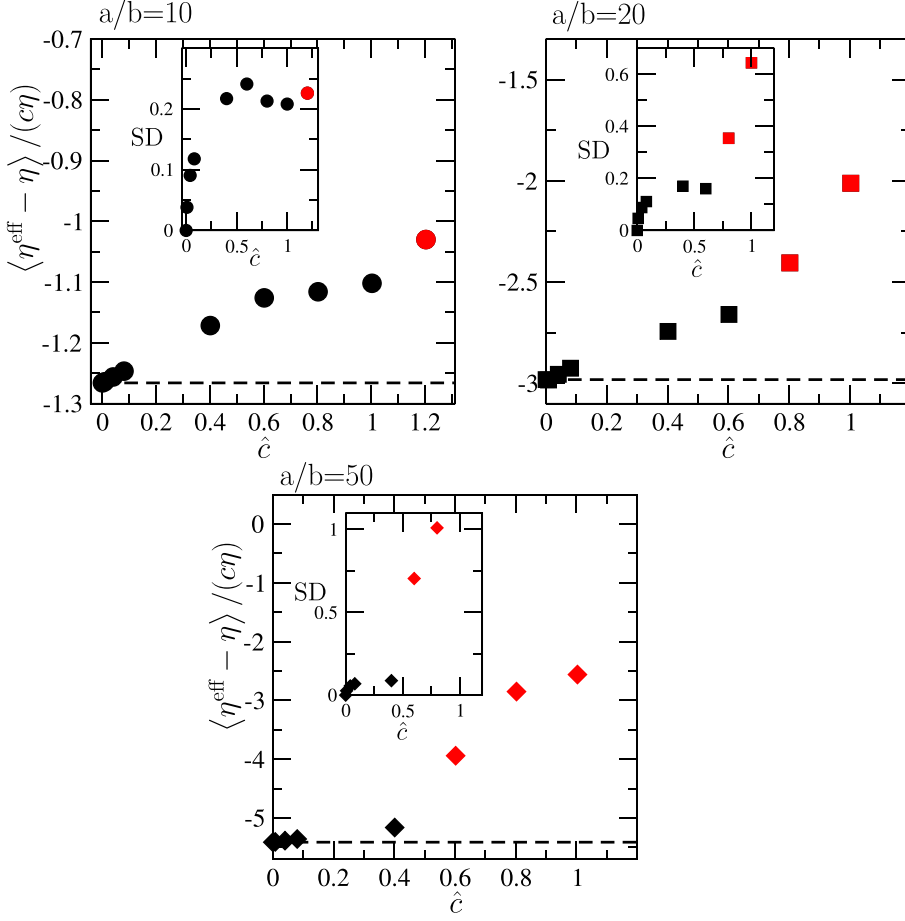 a/b=10
-0.7
-0.8
-0.9
-1
-1.1
-1.2
-1.3
0 0.2 0.4 0.6 0.8 1 1.2
ĉ
⟨η^eff − η⟩ /(cη)
0.2
0.1
0
SD
0 0.5 1
ĉ
a/b=20
-1.5
-2
-2.5
-3
0 0.2 0.4 0.6 0.8 1
ĉ
0.6
0.4
0.2
0
SD
0 0.5 1
ĉ
a/b=50
0
-1
-2
-3
-4
-5
0 0.2 0.4 0.6 0.8 1
ĉ
⟨η^eff − η⟩ /(cη)
1
0.5
0
SD
0 0.5 1
ĉ